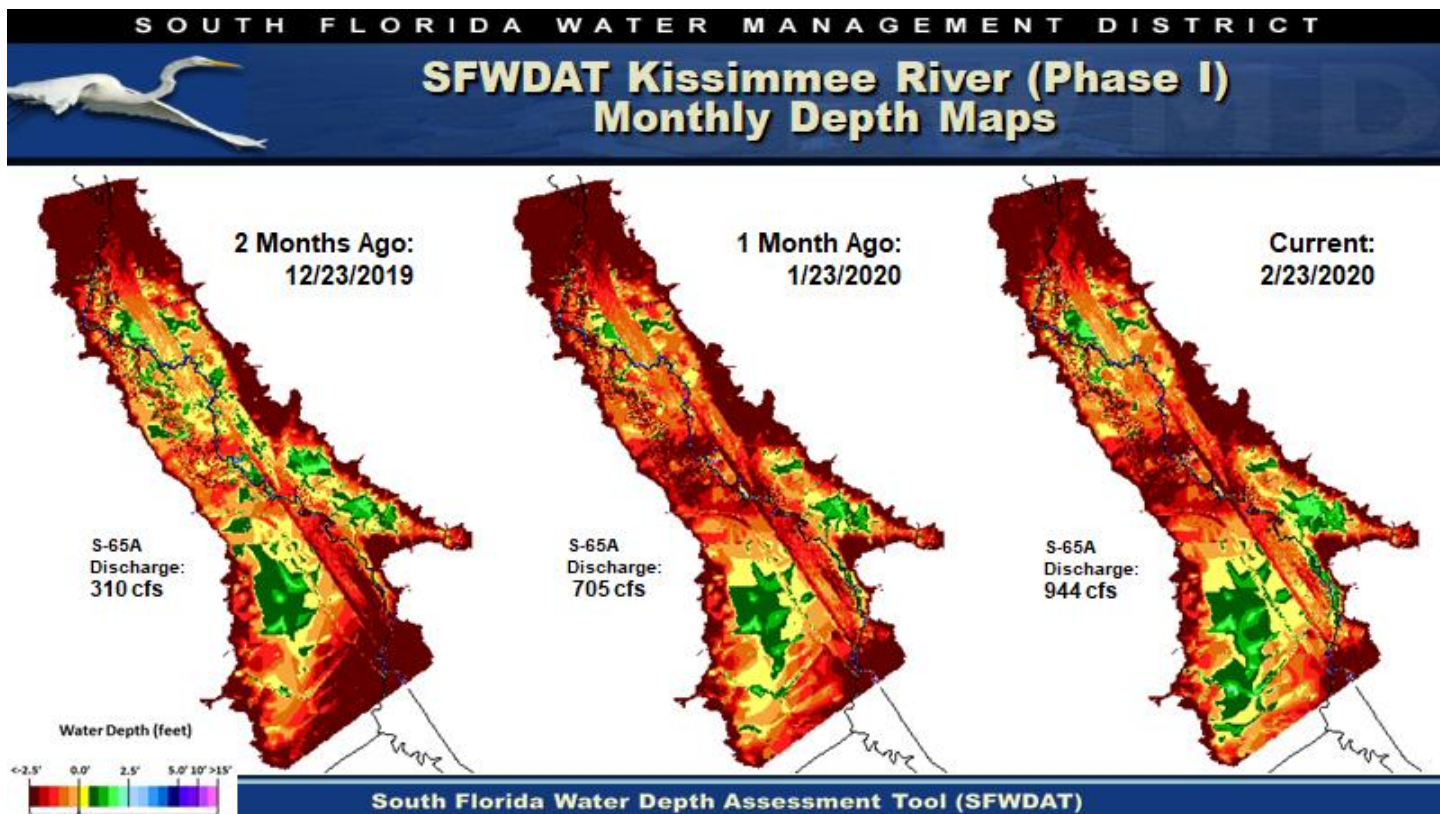 SOUTH FLORIDA WATER MANAGEMENT DISTRICT
SFWDAT Kissimmee River (Phase I)
Monthly Depth Maps
2 Months Ago:
12/23/2019
1 Month Ago:
1/23/2020
Current:
2/23/2020
S-65A
Discharge:
310 cfs
S-65A
Discharge:
705 cfs
S-65A
Discharge:
944 cfs
Water Depth (feet)
<-2.5' 0.0' 2.5' 5.0' 10' >15'
South Florida Water Depth Assessment Tool (SFWDAT)